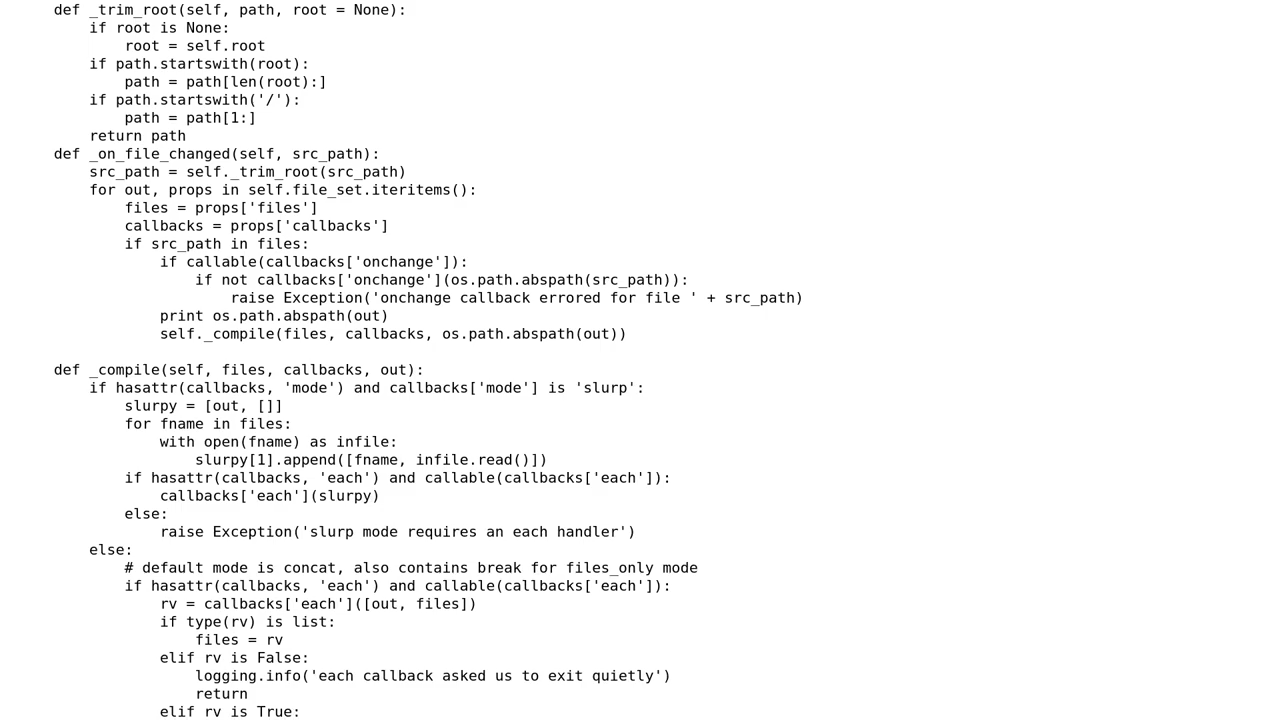 def _trim_root(self, path, root = None):
    if root is None:
        root = self.root
    if path.startswith(root):
        path = path[len(root):]
    if path.startswith('/'):
        path = path[1:]
    return path
def _on_file_changed(self, src_path):
    src_path = self._trim_root(src_path)
    for out, props in self.file_set.iteritems():
        files = props['files']
        callbacks = props['callbacks']
        if src_path in files:
            if callable(callbacks['onchange']):
                if not callbacks['onchange'](os.path.abspath(src_path)):
                    raise Exception('onchange callback errored for file ' + src_path)
            print os.path.abspath(out)
            self._compile(files, callbacks, os.path.abspath(out))

def _compile(self, files, callbacks, out):
    if hasattr(callbacks, 'mode') and callbacks['mode'] is 'slurp':
        slurpy = [out, []]
        for fname in files:
            with open(fname) as infile:
                slurpy[1].append([fname, infile.read()])
        if hasattr(callbacks, 'each') and callable(callbacks['each']):
            callbacks['each'](slurpy)
        else:
            raise Exception('slurp mode requires an each handler')
    else:
        # default mode is concat, also contains break for files_only mode
        if hasattr(callbacks, 'each') and callable(callbacks['each']):
            rv = callbacks['each']([out, files])
            if type(rv) is list:
                files = rv
            elif rv is False:
                logging.info('each callback asked us to exit quietly')
                return
            elif rv is True: